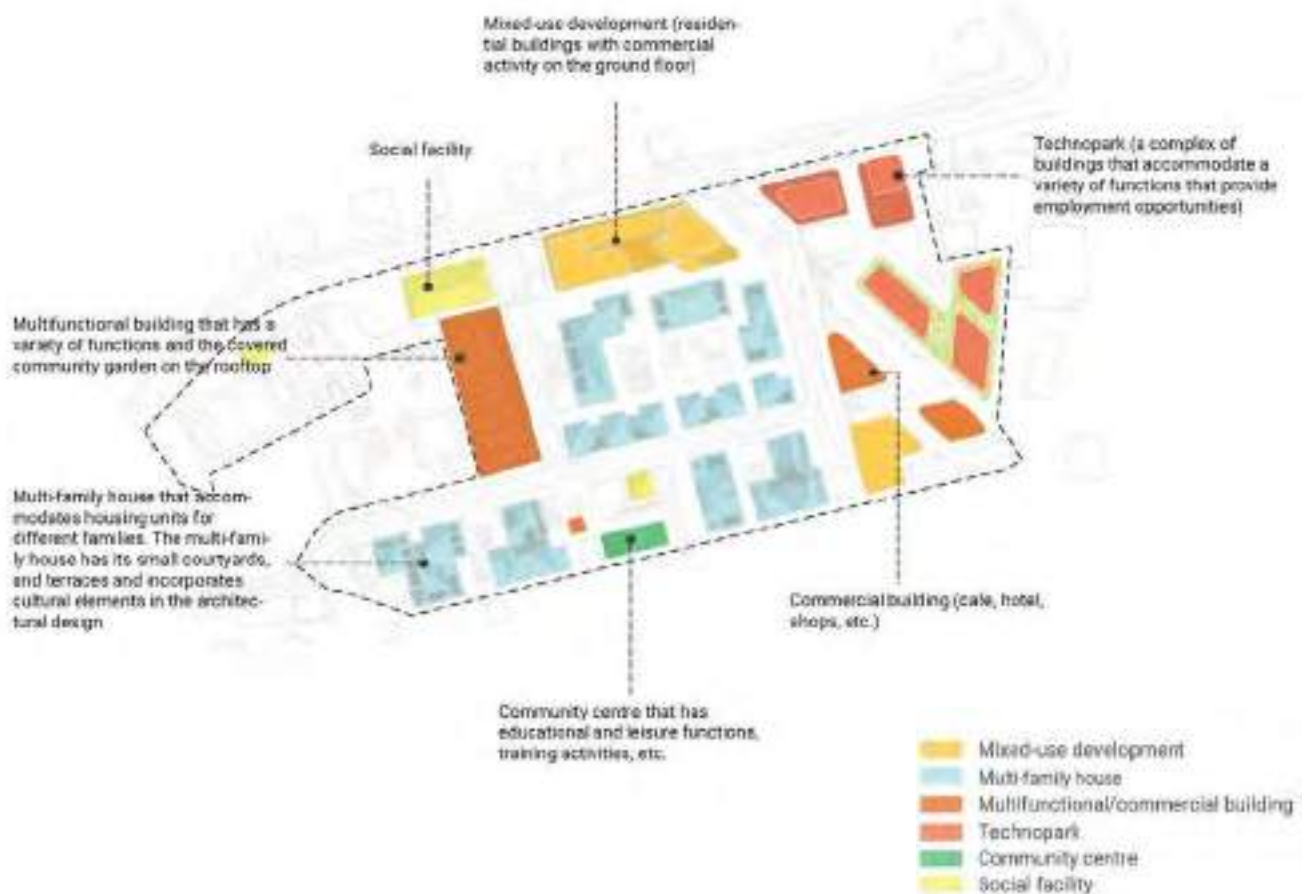 Mixed-use development (residen-
tial buildings with commercial
activity on the ground floor)
Social facility
Technopark (a complex of
buildings that accommodate a
variety of functions that provide
employment opportunities)
Multifunctional building that has a
variety of functions and the covered
community garden on the rooftop
Multi-family house that accom-
modates housing units for
different families. The multi-fami-
ly house has its small courtyards,
and terraces and incorporates
cultural elements in the architec-
tural design
Commercial building (cafe, hotel,
shops, etc.)
Community centre that has
educational and leisure functions,
training activities, etc.
Mixed-use development
Multi-family house
Multifunctional/commercial building
Technopark
Community centre
Social facility